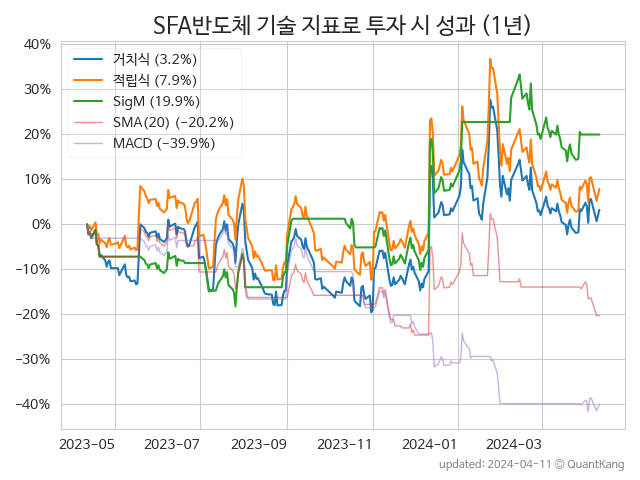 SFA반도체 기술 지표로 투자 시 성과 (1년)
40%
30%
20%
10%
0%
−10%
−20%
−30%
−40%
거치식 (3.2%)
적립식 (7.9%)
SigM (19.9%)
SMA(20) (−20.2%)
MACD (−39.9%)
2023-05
2023-07
2023-09
2023-11
2024-01
2024-03
updated: 2024-04-11 © QuantKang